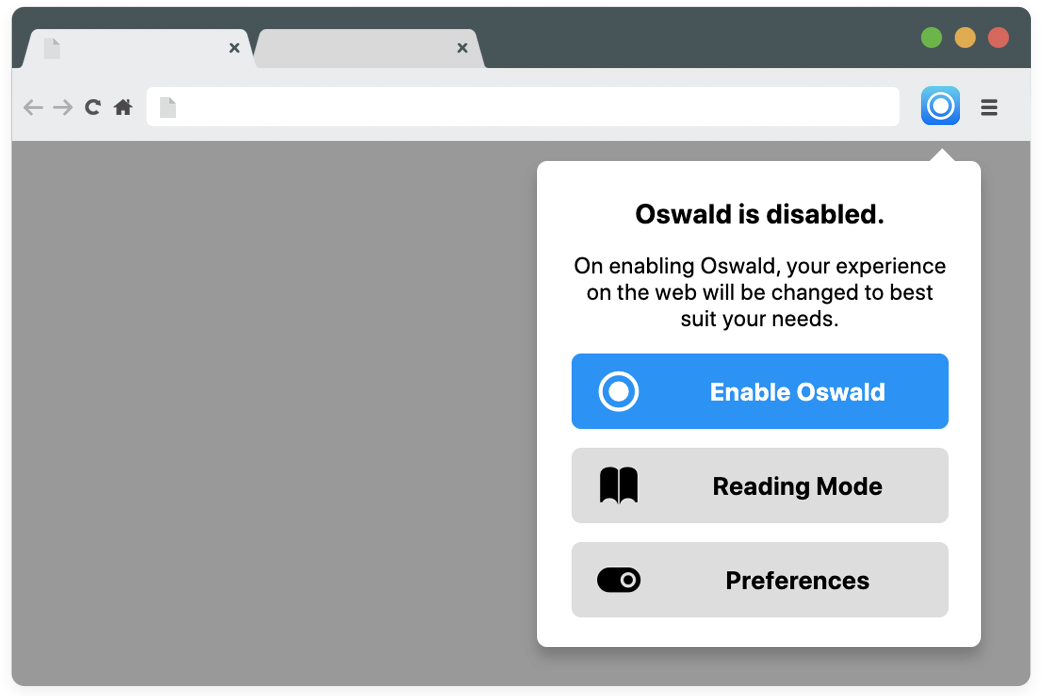 Oswald is disabled.
On enabling Oswald, your experience
on the web will be changed to best
suit your needs.
Enable Oswald
Reading Mode
Preferences